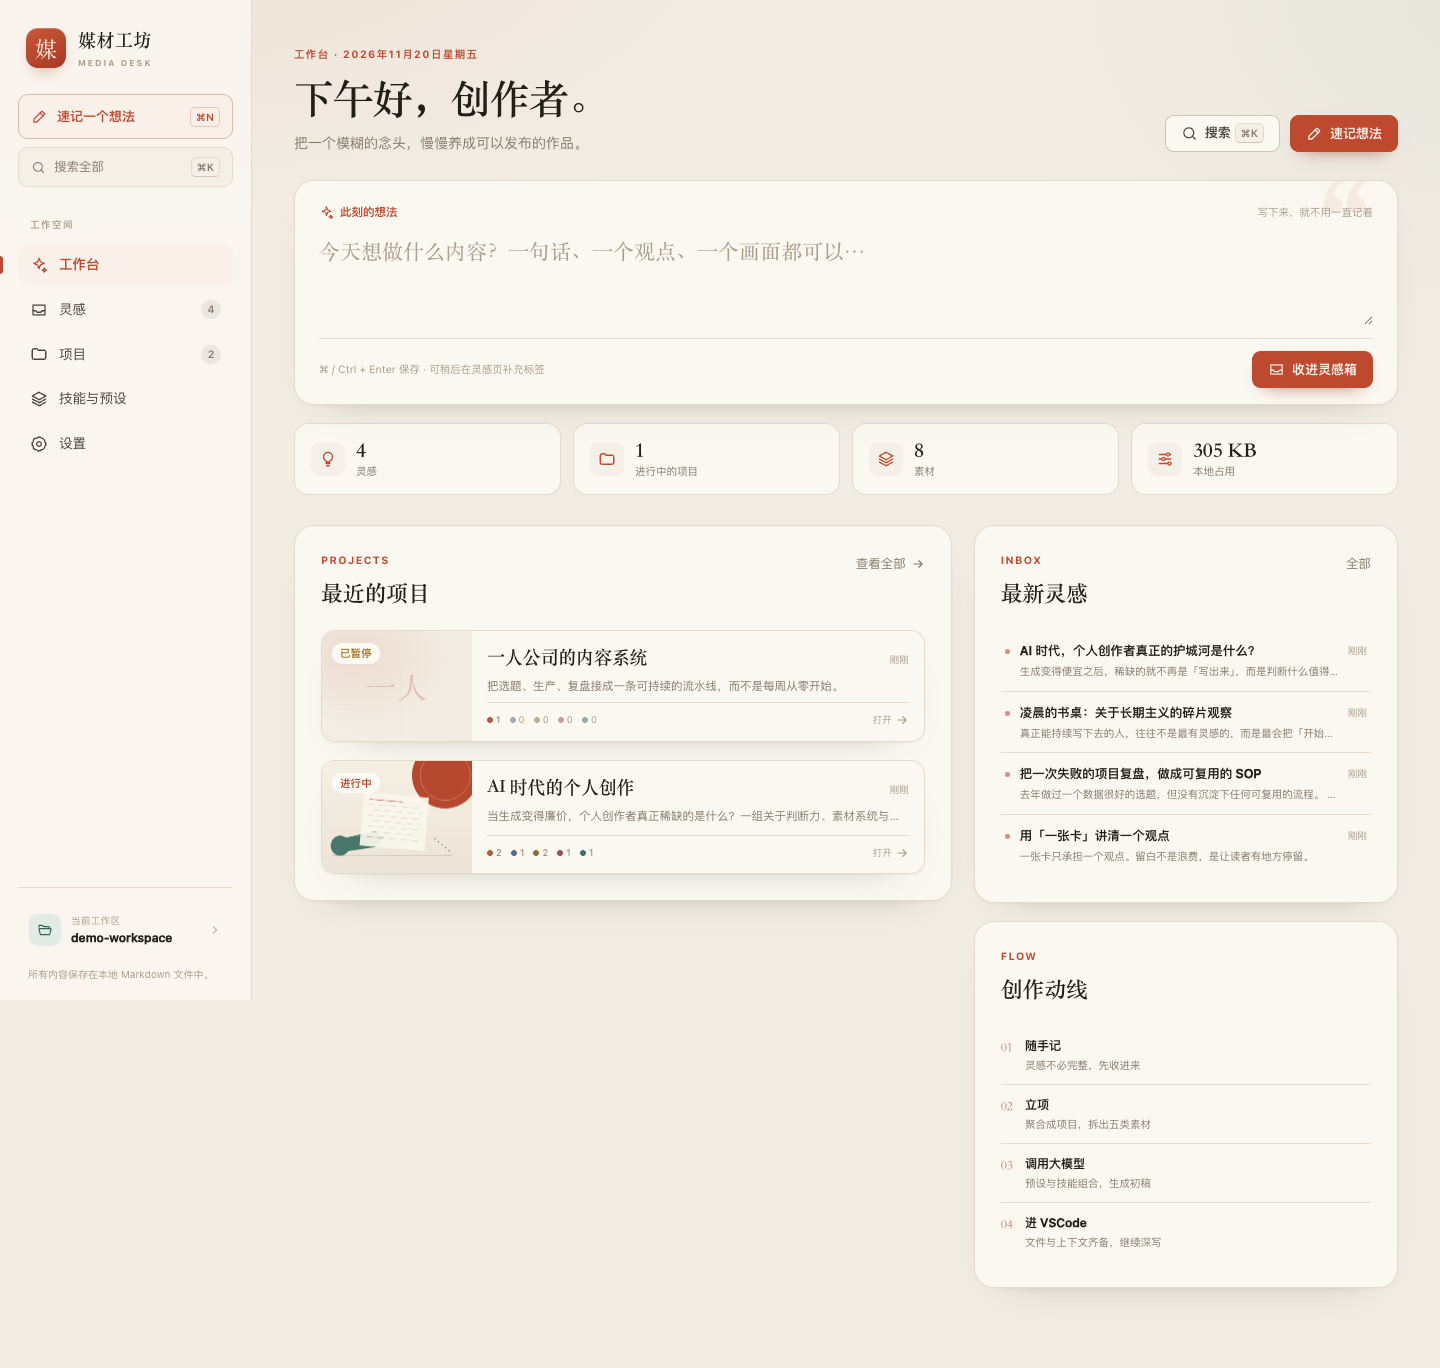 媒
媒材工坊
MEDIA DESK
速记一个想法 ⌘N
搜索全部 ⌘K
工作空间
工作台
灵感 4
项目 2
技能与预设
设置
当前工作区
demo-workspace
所有内容保存在本地 Markdown 文件中。
工作台 · 2026年11月20日星期五
下午好，创作者。
把一个模糊的念头，慢慢养成可以发布的作品。
搜索 ⌘K
速记想法
此刻的想法
“
写下来，就不用一直记着
今天想做什么内容？一句话、一个观点、一个画面都可以…
⌘ / Ctrl + Enter 保存 · 可稍后在灵感页补充标签
收进灵感箱
4
灵感
1
进行中的项目
8
素材
305 KB
本地占用
PROJECTS
最近的项目
查看全部 →
已暂停
一人
一人公司的内容系统
刚刚
把选题、生产、复盘接成一条可持续的流水线，而不是每周从零开始。
1 0 0 0 0
打开 →
进行中
AI 时代的个人创作
刚刚
当生成变得廉价，个人创作者真正稀缺的是什么？一组关于判断力、素材系统与...
2 1 2 1 1
打开 →
INBOX
最新灵感
全部
AI 时代，个人创作者真正的护城河是什么？
刚刚
生成变得便宜之后，稀缺的就不再是「写出来」，而是判断什么值得...
凌晨的书桌：关于长期主义的碎片观察
刚刚
真正能持续写下去的人，往往不是最有灵感的，而是最会把「开始...
把一次失败的项目复盘，做成可复用的 SOP
刚刚
去年做过一个数据很好的选题，但没有沉淀下任何可复用的流程。 ...
用「一张卡」讲清一个观点
刚刚
一张卡只承担一个观点。留白不是浪费，是让读者有地方停留。
FLOW
创作动线
01 随手记
灵感不必完整，先收进来
02 立项
聚合成项目，拆出五类素材
03 调用大模型
预设与技能组合，生成初稿
04 进 VSCode
文件与上下文齐备，继续深写